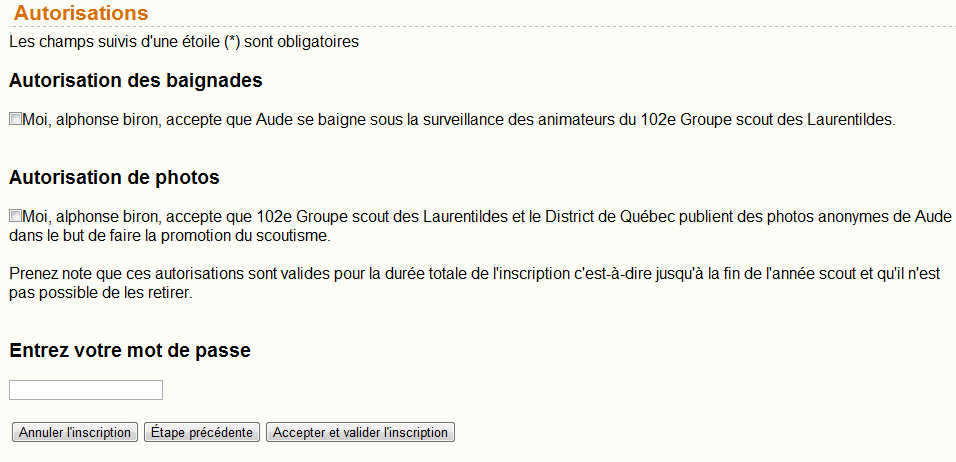 Autorisations
Les champs suivis d'une étoile (*) sont obligatoires
Autorisation des baignades
Moi, alphonse biron, accepte que Aude se baigne sous la surveillance des animateurs du 102e Groupe scout des Laurentildes.
Autorisation de photos
Moi, alphonse biron, accepte que 102e Groupe scout des Laurentildes et le District de Québec publient des photos anonymes de Aude
dans le but de faire la promotion du scoutisme.
Prenez note que ces autorisations sont valides pour la durée totale de l'inscription c'est-à-dire jusqu'à la fin de l'année scout et qu'il n'est
pas possible de les retirer.
Entrez votre mot de passe
Annuler l'inscription Étape précédente Accepter et valider l'inscription